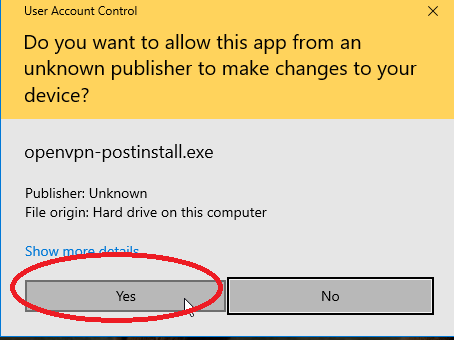 User Account Control
Do you want to allow this app from an
unknown publisher to make changes to your
device?
openvpn-postinstall.exe
Publisher: Unknown
File origin: Hard drive on this computer
Show more details
Yes
No